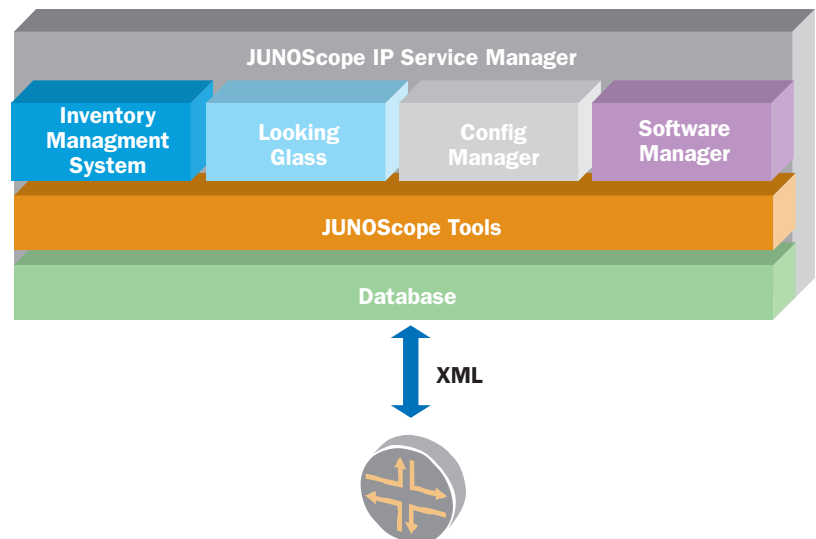 JUNOScope IP Service Manager
Inventory
Managment
System
Looking
Glass
Config
Manager
Software
Manager
JUNOScope Tools
Database
XML